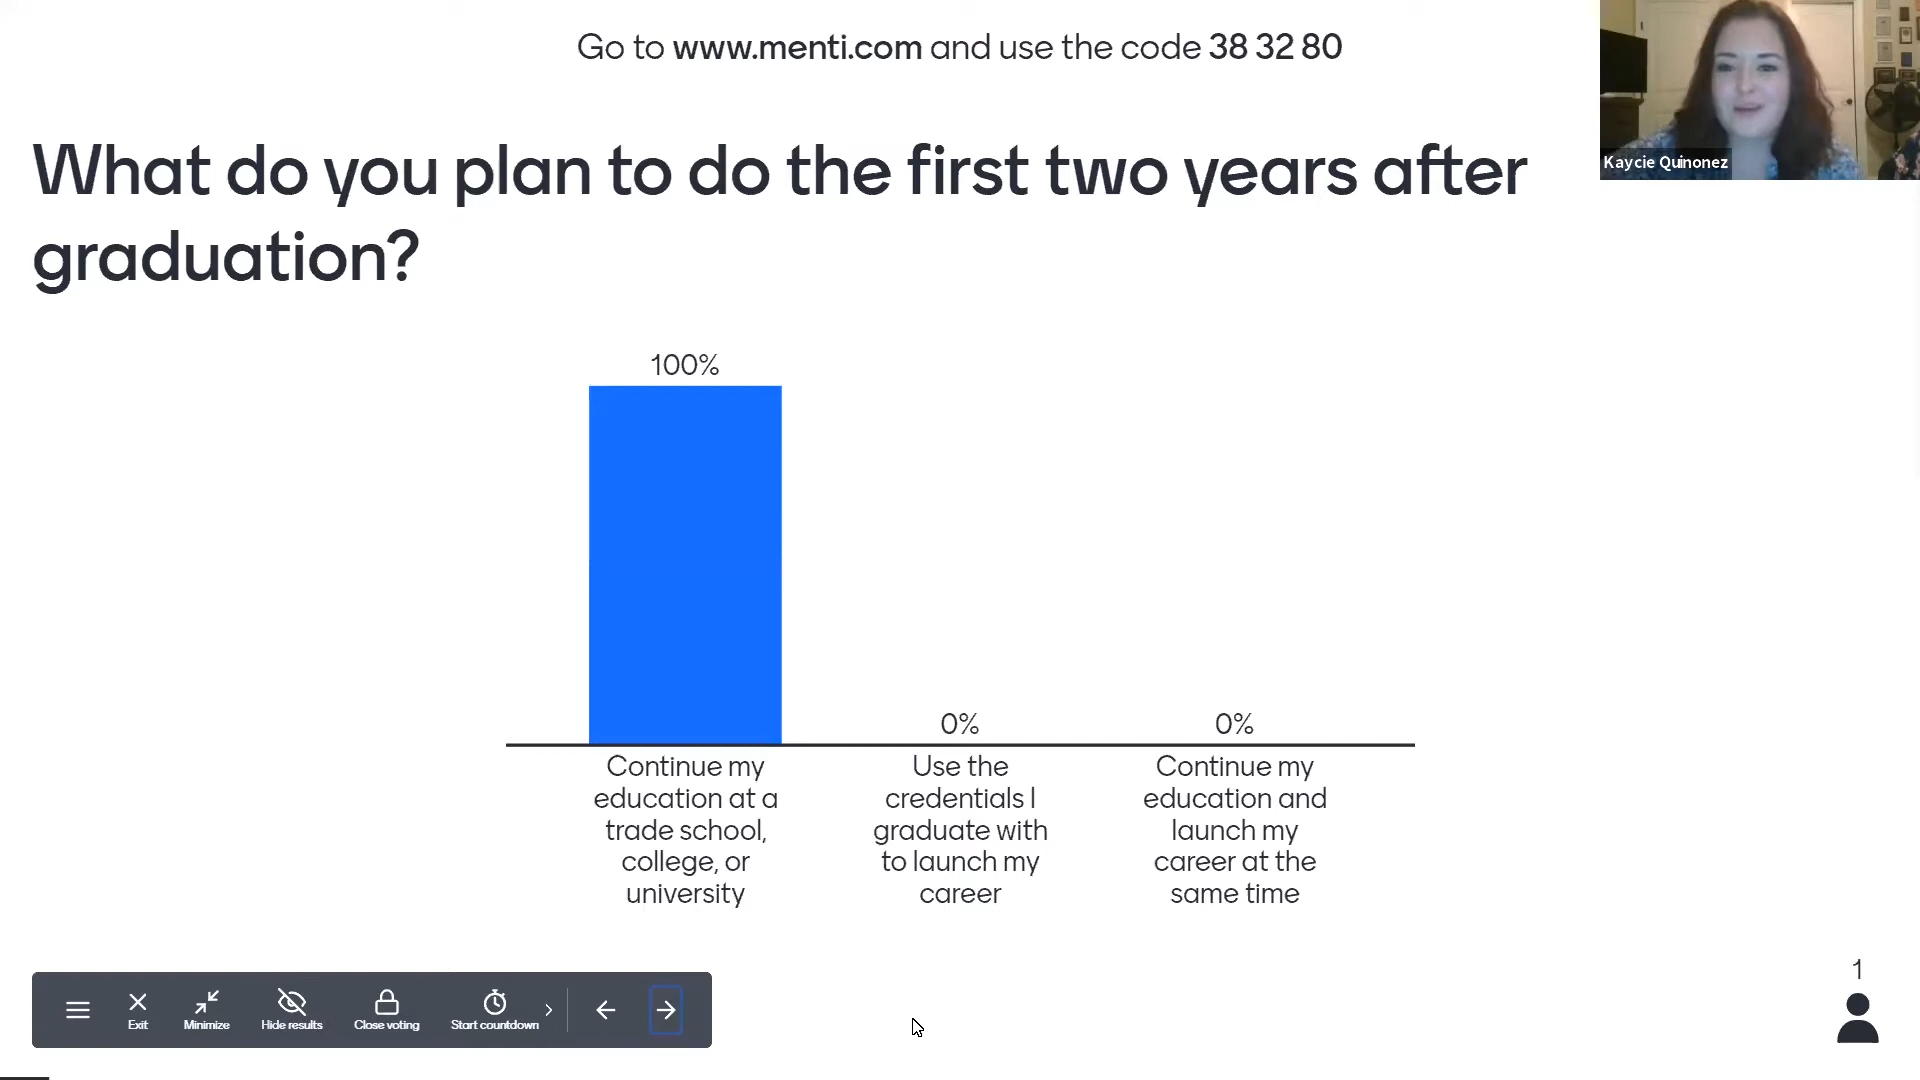 Go to www.menti.com and use the code 38 32 80
Kaycie Quinonez
What do you plan to do the first two years after
graduation?
100%
0%
0%
Continue my
education at a
trade school,
college, or
university
Use the
credentials I
graduate with
to launch my
career
Continue my
education and
launch my
career at the
same time
Exit
Minimize
Hide results
Close voting
Start countdown
1